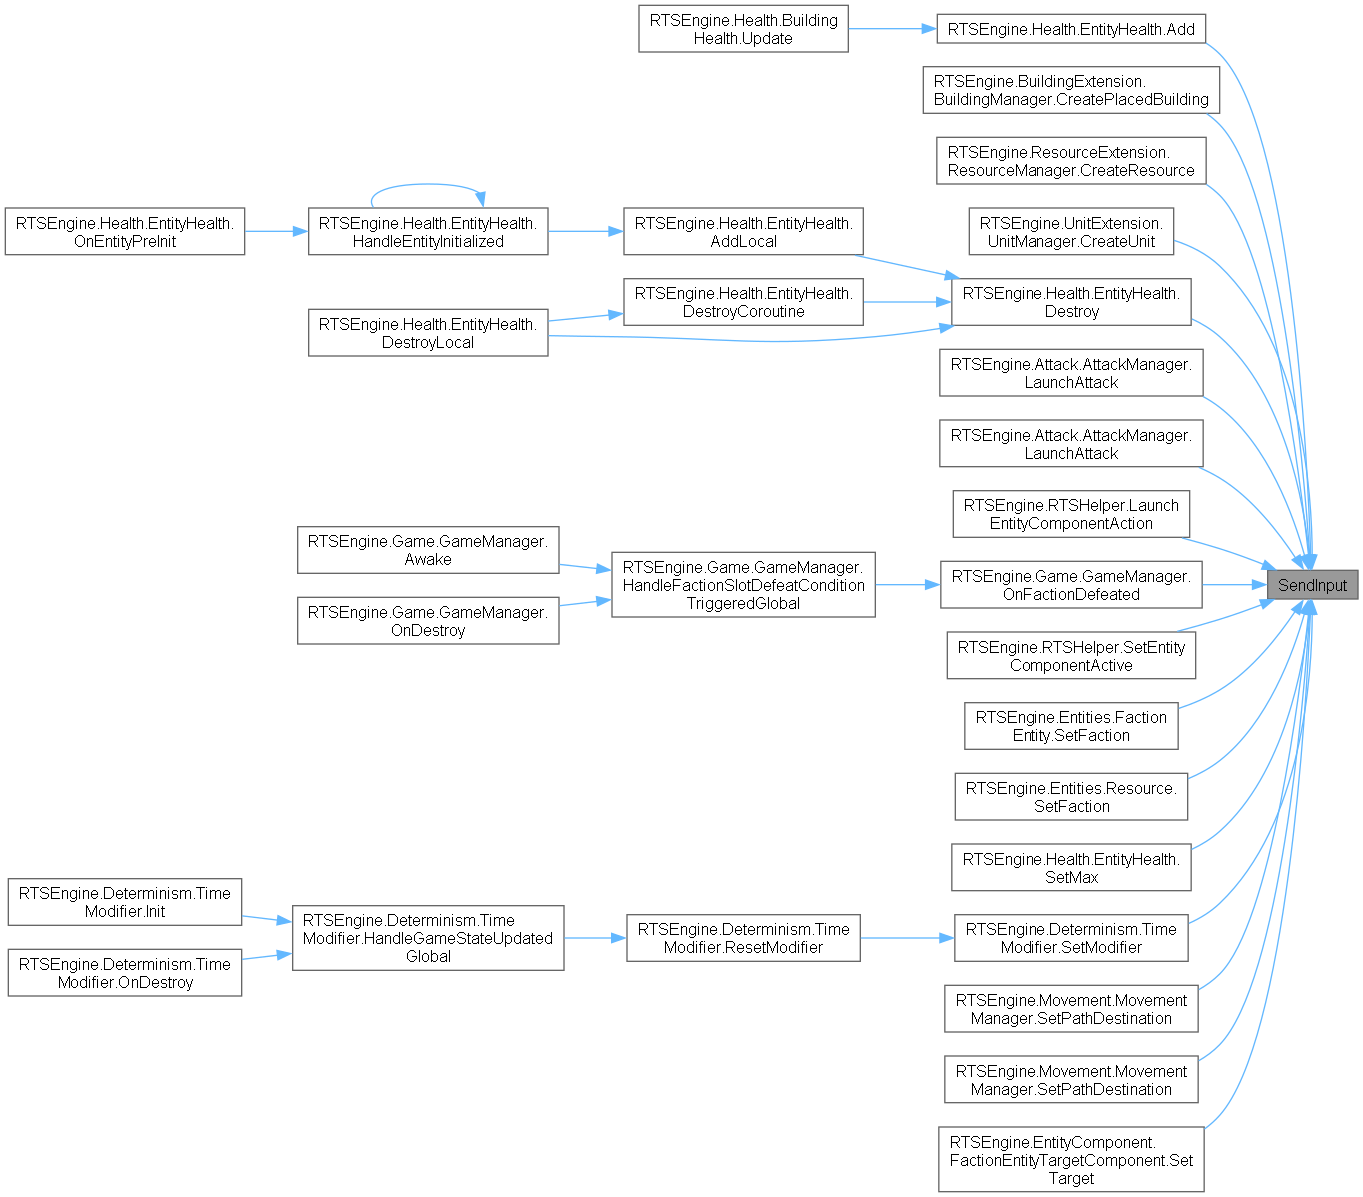 RTSEngine.Health.Building
Health.Update
RTSEngine.Health.EntityHealth.Add
RTSEngine.BuildingExtension.
BuildingManager.CreatePlacedBuilding
RTSEngine.ResourceExtension.
ResourceManager.CreateResource
RTSEngine.Health.EntityHealth.
OnEntityPreInit
RTSEngine.Health.EntityHealth.
HandleEntityInitialized
RTSEngine.Health.EntityHealth.
AddLocal
RTSEngine.UnitExtension.
UnitManager.CreateUnit
RTSEngine.Health.EntityHealth.
DestroyLocal
RTSEngine.Health.EntityHealth.
DestroyCoroutine
RTSEngine.Health.EntityHealth.
Destroy
RTSEngine.Attack.AttackManager.
LaunchAttack
RTSEngine.Attack.AttackManager.
LaunchAttack
RTSEngine.RTSHelper.Launch
EntityComponentAction
RTSEngine.Game.GameManager.
Awake
RTSEngine.Game.GameManager.
OnDestroy
RTSEngine.Game.GameManager.
HandleFactionSlotDefeatCondition
TriggeredGlobal
RTSEngine.Game.GameManager.
OnFactionDefeated
SendInput
RTSEngine.RTSHelper.SetEntity
ComponentActive
RTSEngine.Entities.Faction
Entity.SetFaction
RTSEngine.Entities.Resource.
SetFaction
RTSEngine.Health.EntityHealth.
SetMax
RTSEngine.Determinism.Time
Modifier.Init
RTSEngine.Determinism.Time
Modifier.OnDestroy
RTSEngine.Determinism.Time
Modifier.HandleGameStateUpdated
Global
RTSEngine.Determinism.Time
Modifier.ResetModifier
RTSEngine.Determinism.Time
Modifier.SetModifier
RTSEngine.Movement.Movement
Manager.SetPathDestination
RTSEngine.Movement.Movement
Manager.SetPathDestination
RTSEngine.EntityComponent.
FactionEntityTargetComponent.Set
Target